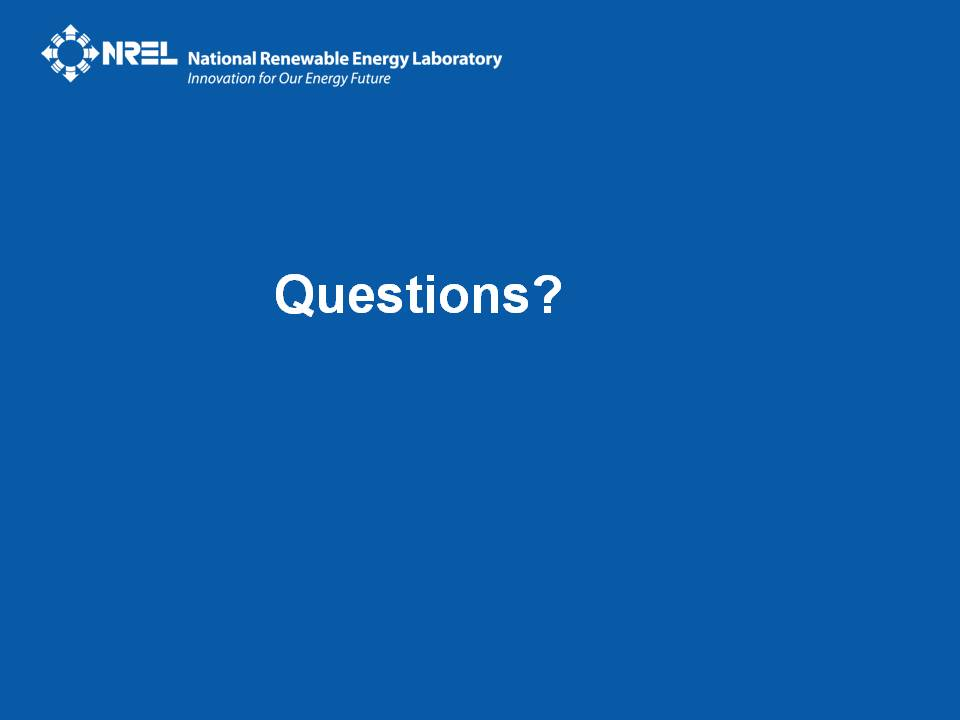 NREL National Renewable Energy Laboratory
Innovation for Our Energy Future
Questions?